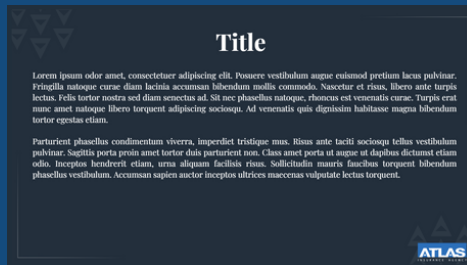 Title
Lorem ipsum odor amet, consectetuer adipiscing elit. Posuere vestibulum augue euismod pretium lacus pulvinar.
Fringilla natoque curae diam lacinia accumsan bibendum mollis commodo. Nascetur et risus, libero ante turpis
lectus. Felis tortor nostra sed diam senectus ad. Sit nec phasellus natoque, rhoncus est venenatis curae. Turpis erat
nunc amet natoque libero torquent adipiscing sociosqu. Ad venenatis quis dignissim habitasse magna bibendum
tortor egestas etiam.
Parturient phasellus condimentum viverra, imperdiet tristique mus. Risus ante taciti sociosqu tellus vestibulum
pulvinar. Sagittis porta proin amet tortor duis parturient non. Class amet porta ut augue ut dapibus dictumst etiam
odio. Inceptos hendrerit etiam, urna aliquam facilisis risus. Sollicitudin mauris faucibus torquent bibendum
phasellus vestibulum. Accumsan sapien auctor inceptos ultrices maecenas vulputate lectus torquent.
ATLAS
INSURANCE AGENCY